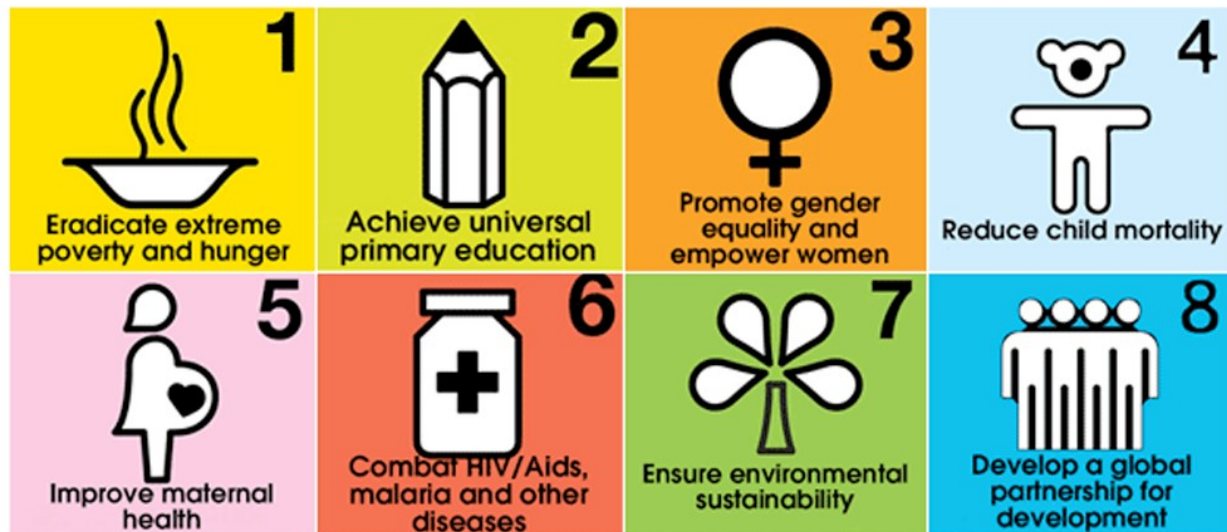 1
Eradicate extreme
poverty and hunger
2
Achieve universal
primary education
3
Promote gender
equality and
empower women
4
Reduce child mortality
5
Improve maternal
health
6
Combat HIV/Aids,
malaria and other
diseases
7
Ensure environmental
sustainability
8
Develop a global
partnership for
development